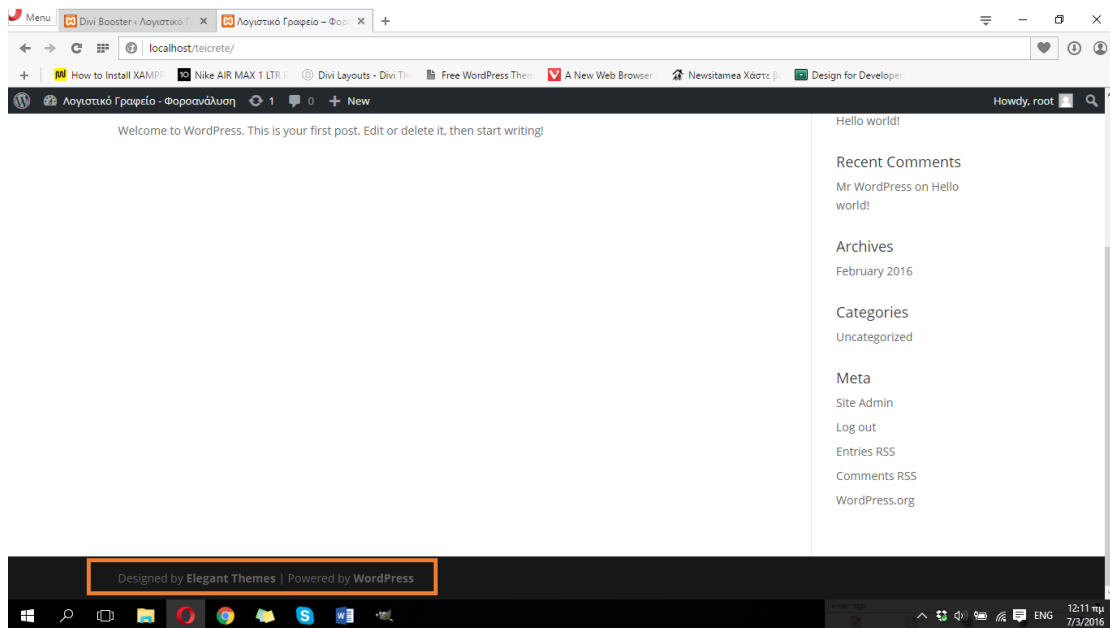 Menu
Divi Booster ‹ Λογιστικό Γ
Λογιστικό Γραφείο – Φορο
localhost/teicrete/
How to Install XAMPP
Nike AIR MAX 1 LTR
Divi Layouts - Divi Th
Free WordPress Them
A New Web Browser
Newsitamea Χάστε β
Design for Developer
Λογιστικό Γραφείο - Φοροανάλυση 1 0 + New
Howdy, root
Welcome to WordPress. This is your first post. Edit or delete it, then start writing!
Hello world!
Recent Comments
Mr WordPress on Hello
world!
Archives
February 2016
Categories
Uncategorized
Meta
Site Admin
Log out
Entries RSS
Comments RSS
WordPress.org
Designed by Elegant Themes | Powered by WordPress
ENG
12:11 πμ
7/3/2016